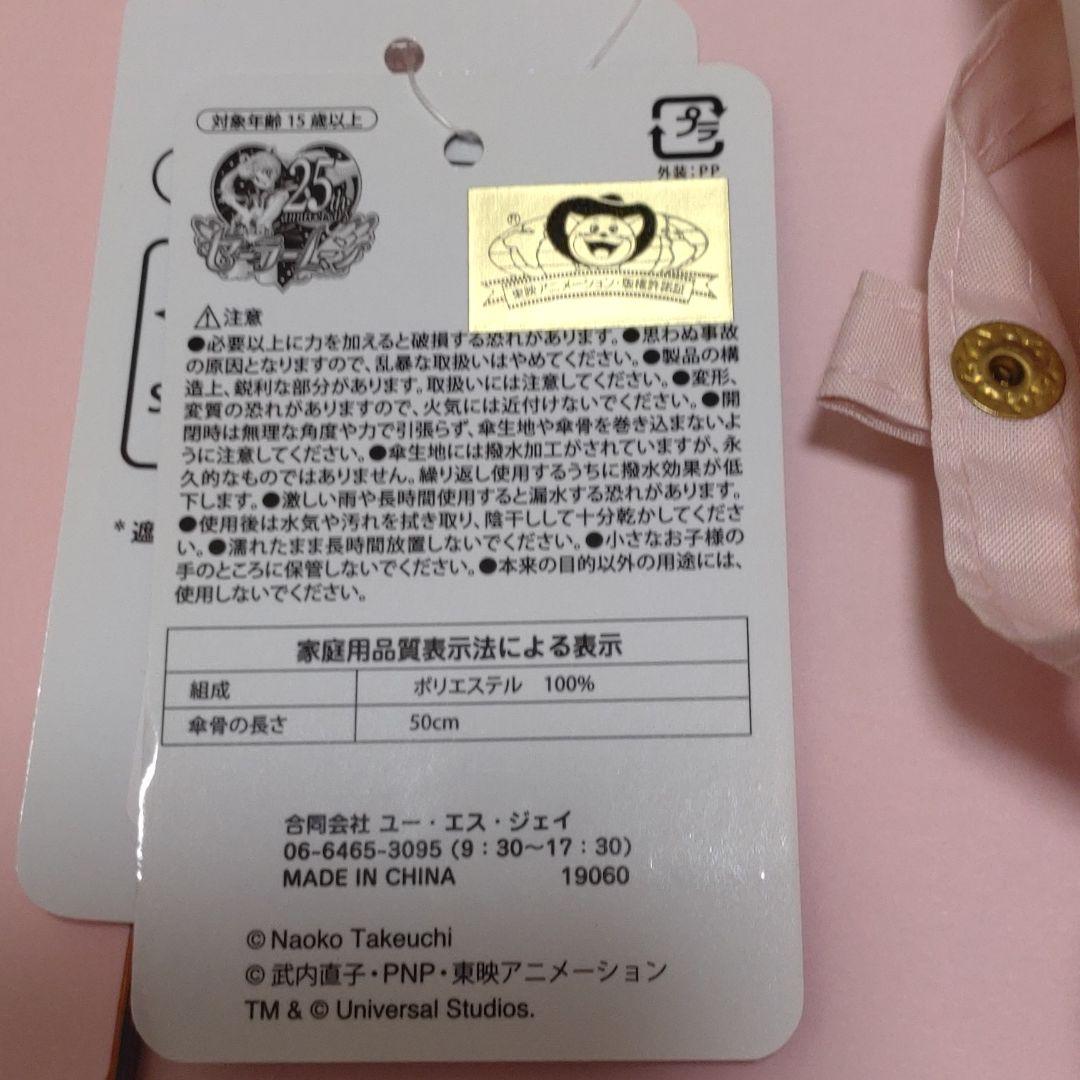 対象年齢15歳以上
プラ
外装:PP
25th
ANNIVERSARY
セーラームーン
®
東映アニメーション・版権許諾証
⚠注意
●必要以上に力を加えると破損する恐れがあります。●思わぬ事故
の原因となりますので、乱暴な取扱いはやめてください。●製品の構
造上、鋭利な部分があります。取扱いには注意してください。●変形、
変質の恐れがありますので、火気には近付けないでください。●開
閉時は無理な角度や力で引張らず、傘生地や傘骨を巻き込まないよ
うに注意してください。●傘生地には撥水加工がされていますが、永
久的なものではありません。繰り返し使用するうちに撥水効果が低
下します。●激しい雨や長時間使用すると漏水する恐れがあります。
●使用後は水気や汚れを拭き取り、陰干しして十分乾かしてくださ
い。●濡れたまま長時間放置しないでください。●小さなお子様の
手のところに保管しないでください。●本来の目的以外の用途には、
使用しないでください。
*遮
家庭用品質表示法による表示
組成 ポリエステル 100%
傘骨の長さ 50cm
合同会社 ユー・エス・ジェイ
06-6465-3095 (9:30〜17:30)
MADE IN CHINA 19060
© Naoko Takeuchi
© 武内直子・PNP・東映アニメーション
TM & © Universal Studios.